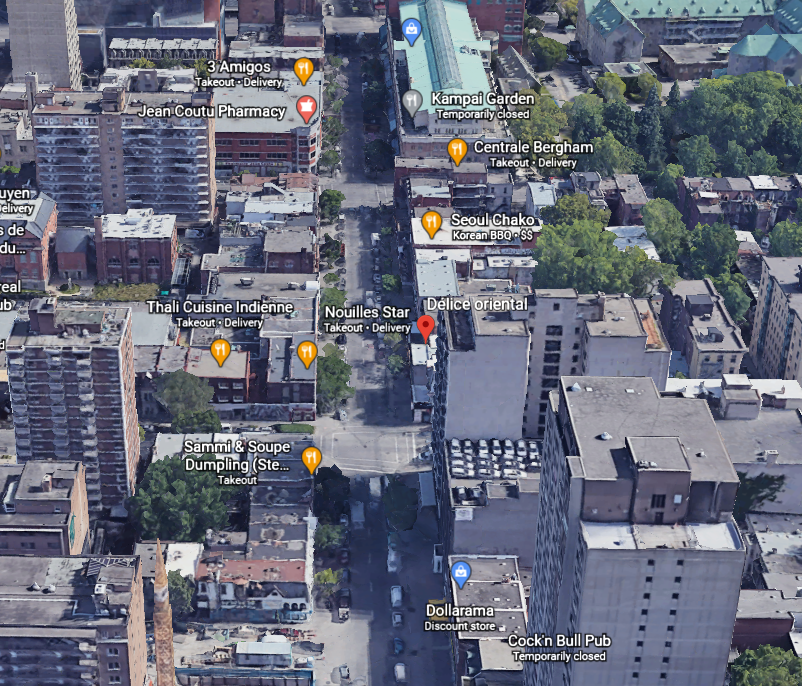 3 Amigos
Takeout • Delivery
Jean Coutu Pharmacy
Kampai Garden
Temporarily closed
Centrale Bergham
Takeout • Delivery
uyen
elivery
s de
du...
Seoul Chako
Korean BBQ • $$
real
ub
Thali Cuisine Indienne
Takeout • Delivery
Nouilles Star
Takeout • Delivery
Délice oriental
Sammi & Soupe
Dumpling (Ste...
Takeout
Dollarama
Discount store
Cock'n Bull Pub
Temporarily closed